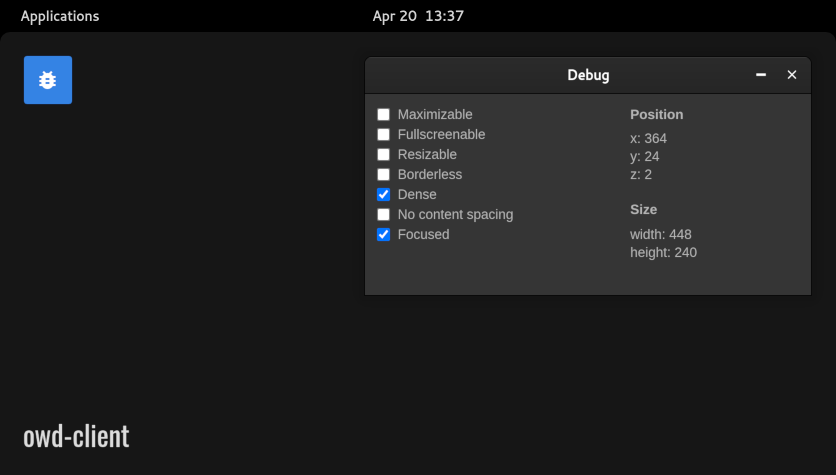 Applications
Apr 20 13:37
Debug
Maximizable
Fullscreenable
Resizable
Borderless
Dense
No content spacing
Focused
Position
x: 364
y: 24
z: 2
Size
width: 448
height: 240
owd-client